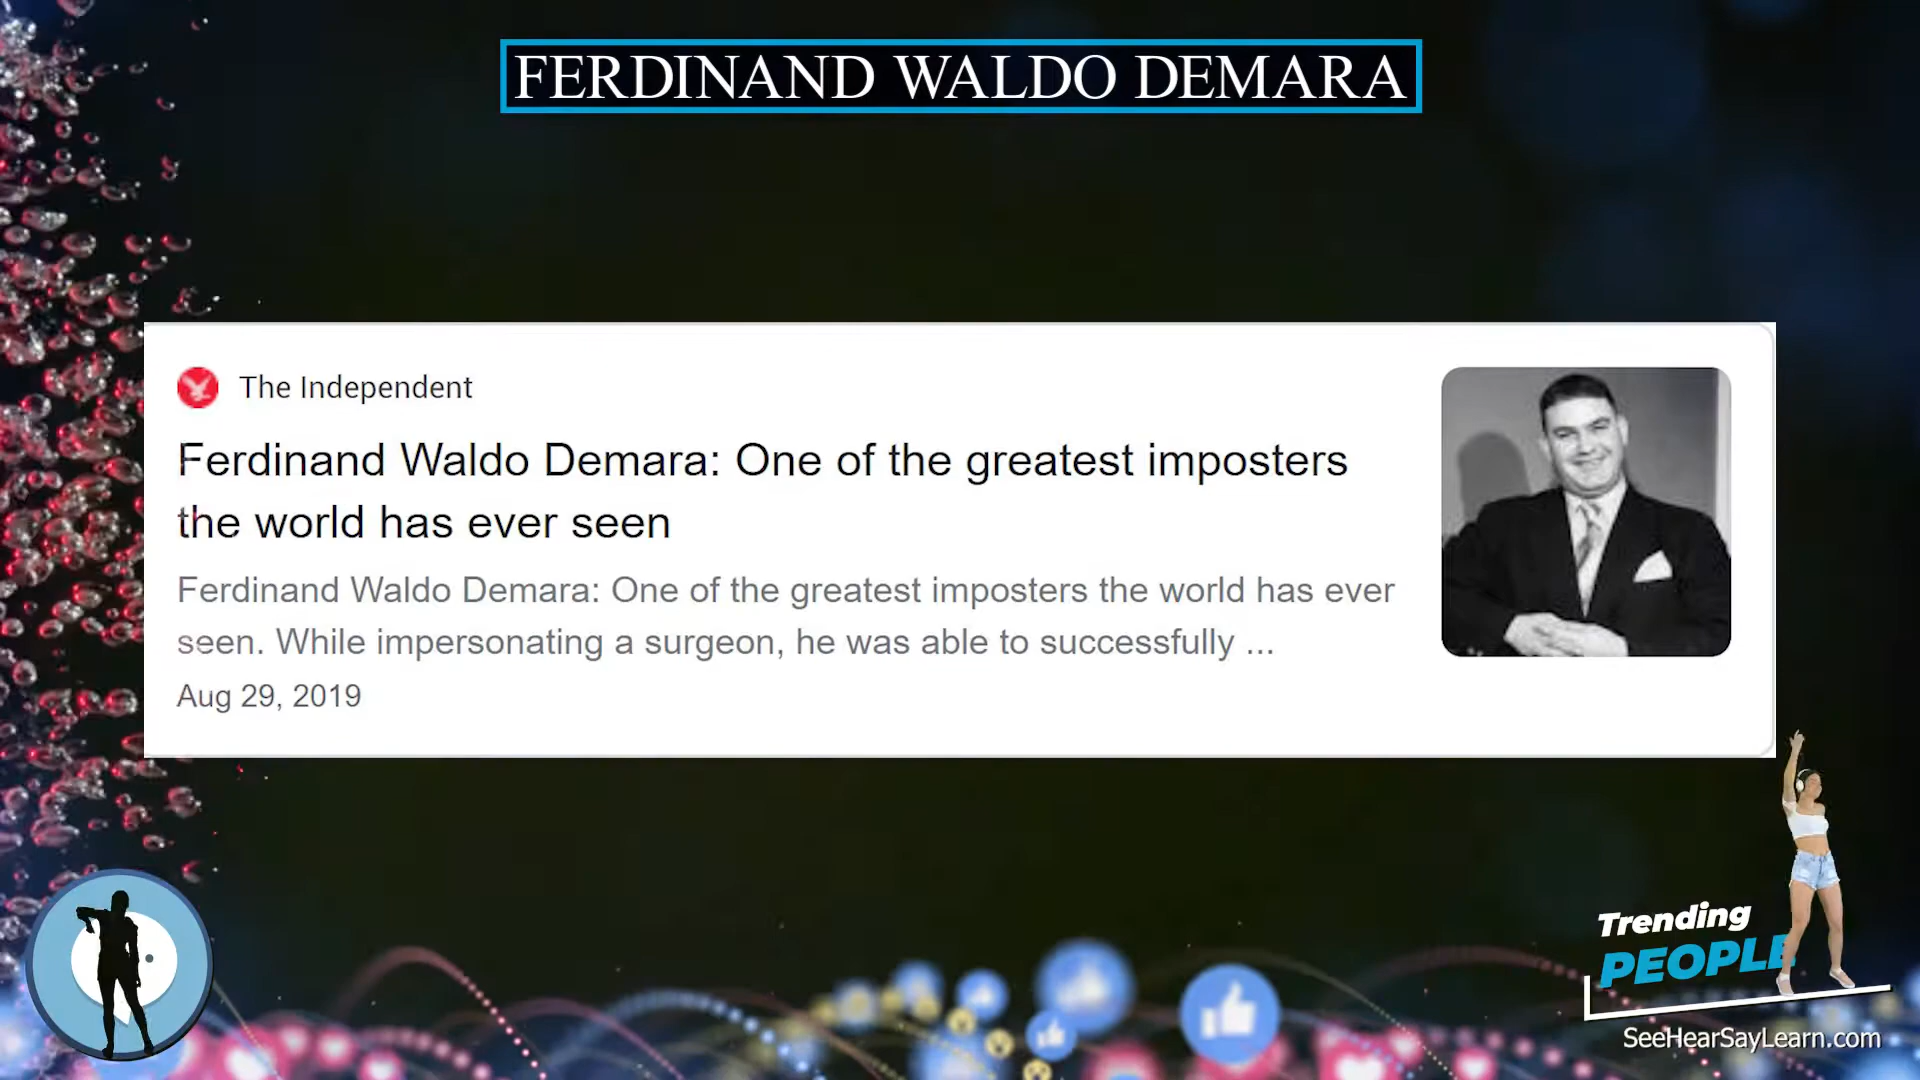 FERDINAND WALDO DEMARA
The Independent
Ferdinand Waldo Demara: One of the greatest imposters
the world has ever seen
Ferdinand Waldo Demara: One of the greatest imposters the world has ever
seen. While impersonating a surgeon, he was able to successfully ...
Aug 29, 2019
Trending
PEOPLE
SeeHearSayLearn.com